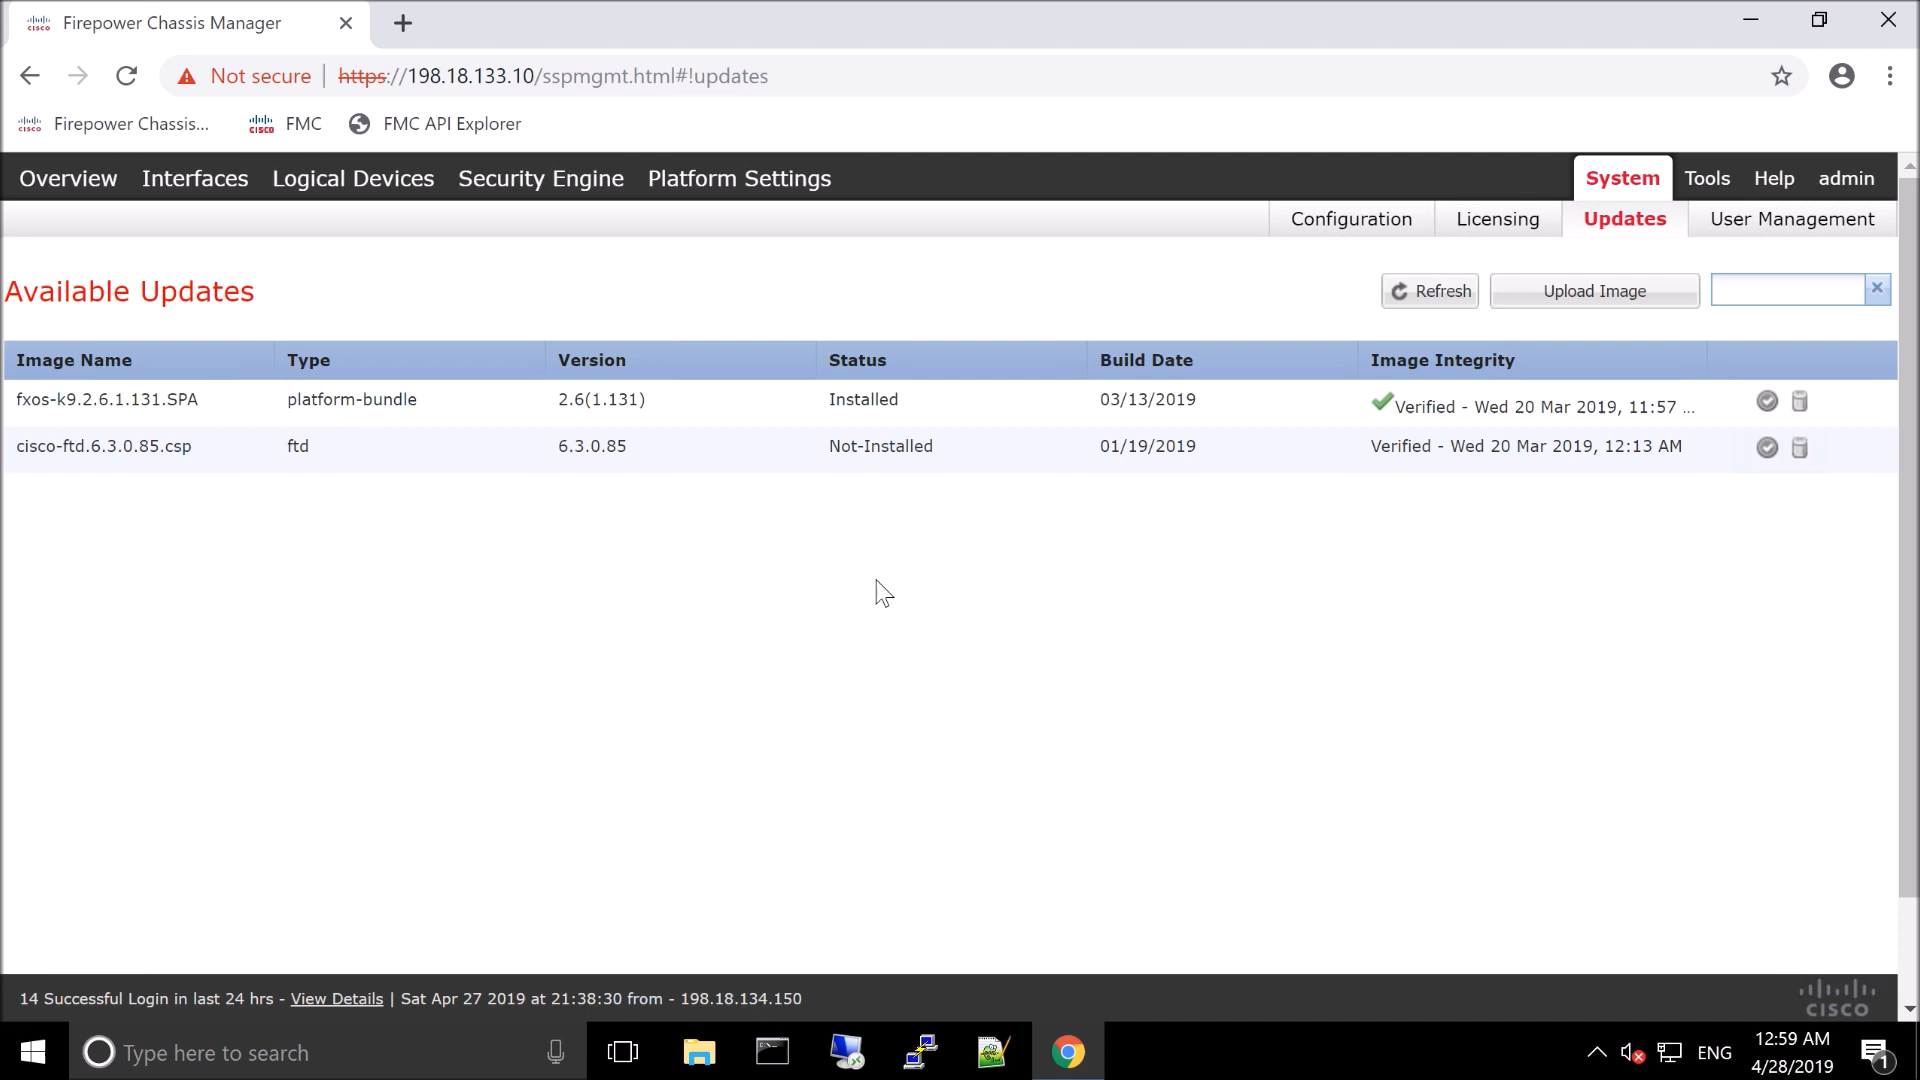 Firepower Chassis Manager
Not secure | https://198.18.133.10/sspmgmt.html#!updates
Firepower Chassis...
CISCO FMC
FMC API Explorer
Overview Interfaces Logical Devices Security Engine Platform Settings System Tools Help admin
Configuration Licensing Updates User Management
Available Updates Refresh Upload Image
Image Name Type Version Status Build Date Image Integrity
fxos-k9.2.6.1.131.SPA platform-bundle 2.6(1.131) Installed 03/13/2019 Verified - Wed 20 Mar 2019, 11:57 ...
cisco-ftd.6.3.0.85.csp ftd 6.3.0.85 Not-Installed 01/19/2019 Verified - Wed 20 Mar 2019, 12:13 AM
14 Successful Login in last 24 hrs - View Details | Sat Apr 27 2019 at 21:38:30 from - 198.18.134.150
CISCO
Type here to search
ENG
12:59 AM
4/28/2019
1